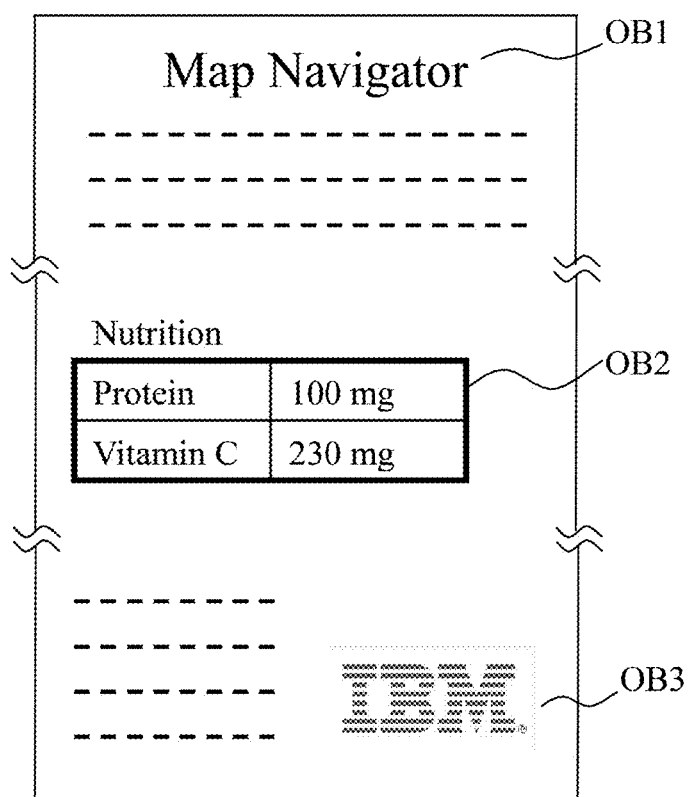 Map Navigator OB1
Nutrition
Protein 100 mg OB2
Vitamin C 230 mg
IBM® OB3